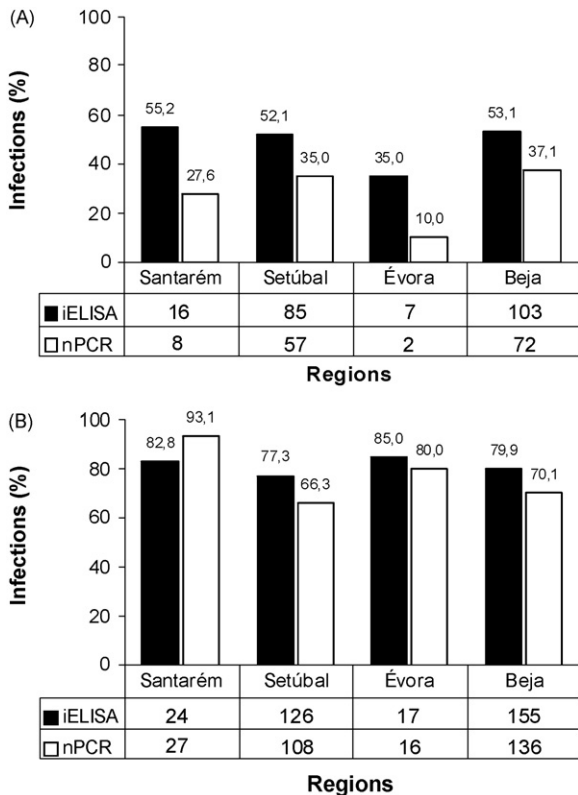 (A)
Infections (%)
100
80
60
40
20
0
55,2
27,6
52,1
35,0
35,0
10,0
53,1
37,1
Santarém Setúbal Évora Beja
iELISA 16 85 7 103
nPCR 8 57 2 72
Regions
(B)
Infections (%)
100
80
60
40
20
0
82,8
93,1
77,3
66,3
85,0
80,0
79,9
70,1
Santarém Setúbal Évora Beja
iELISA 24 126 17 155
nPCR 27 108 16 136
Regions